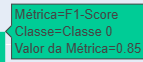 Métrica=F1-Score
Classe=Classe 0
Valor da Métrica=0.85